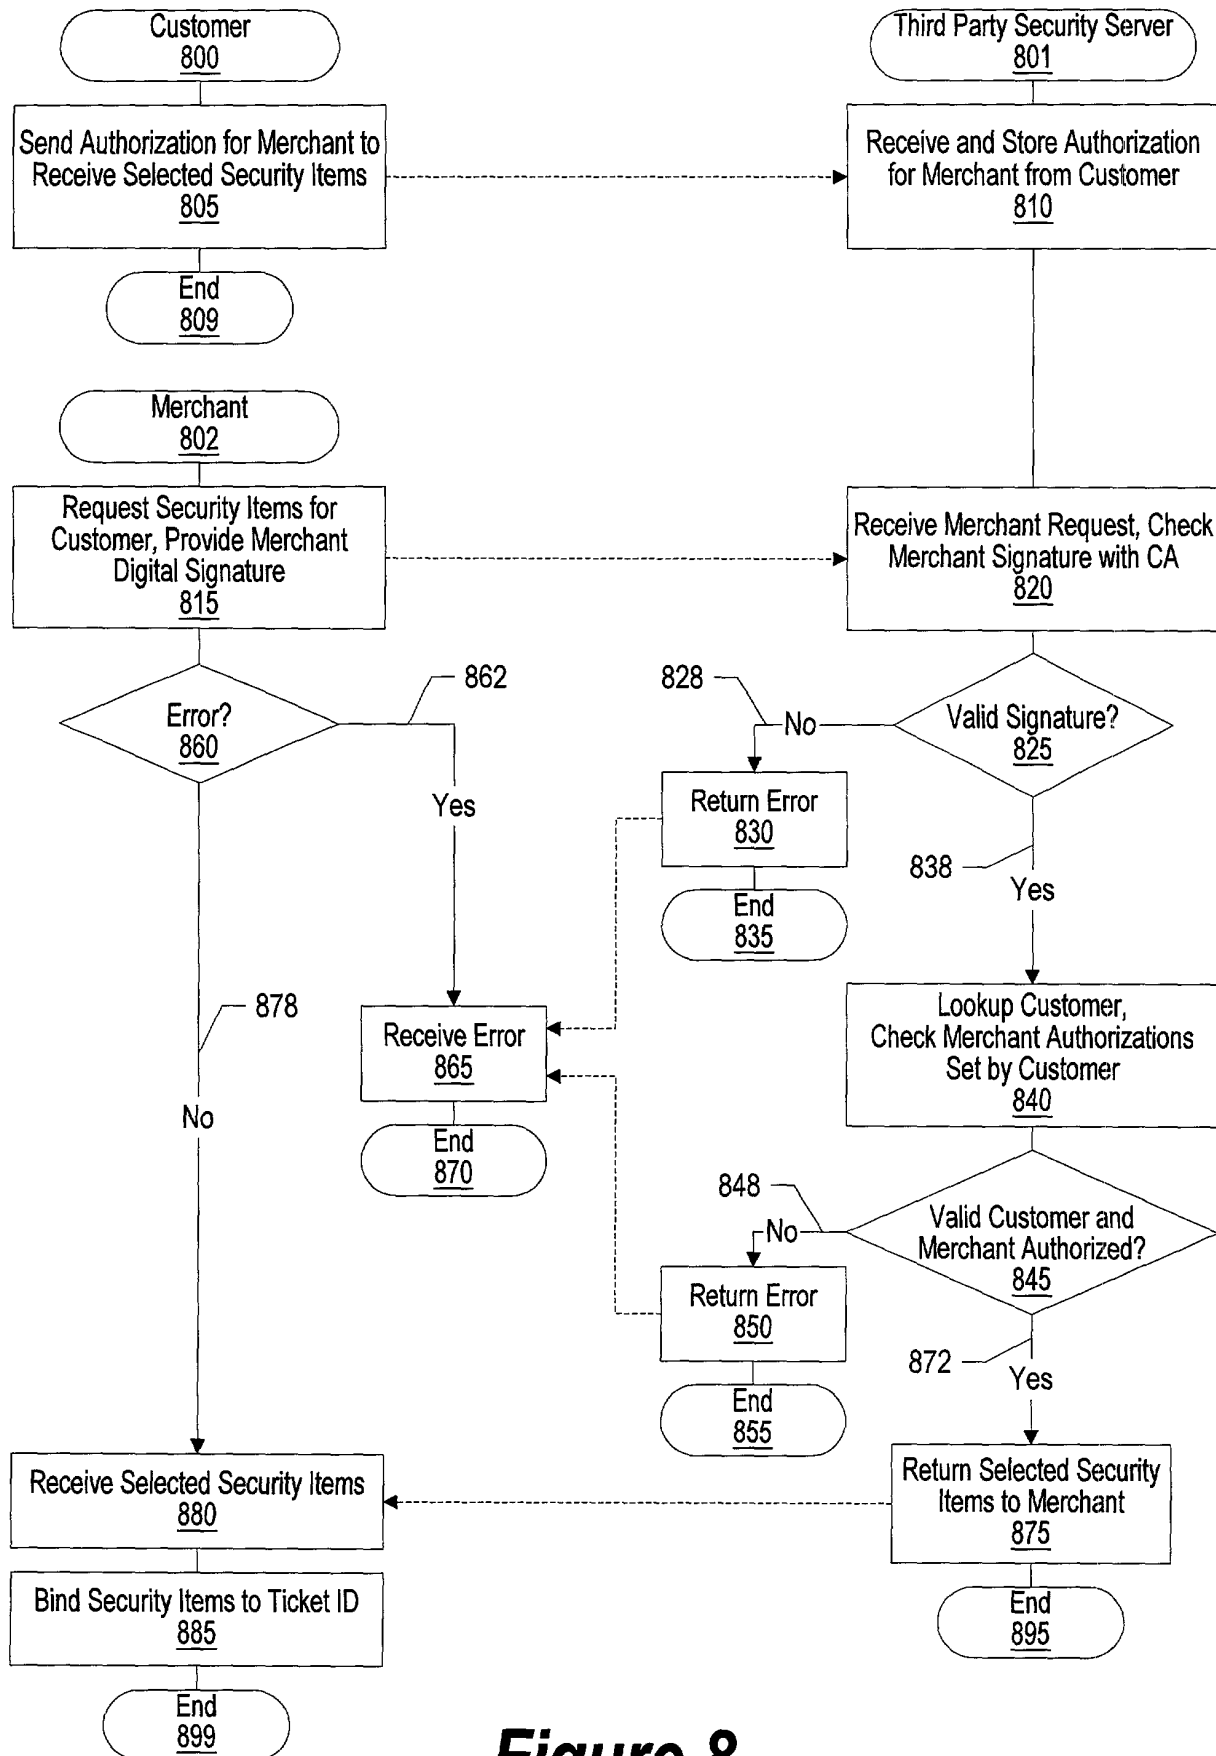 Customer
800
Third Party Security Server
801
Send Authorization for Merchant to
Receive Selected Security Items
805
Receive and Store Authorization
for Merchant from Customer
810
End
809
Merchant
802
Request Security Items for
Customer, Provide Merchant
Digital Signature
815
Receive Merchant Request, Check
Merchant Signature with CA
820
Error?
860
862
Yes
828
No
Valid Signature?
825
Return Error
830
End
835
838
Yes
878
No
Receive Error
865
End
870
Lookup Customer,
Check Merchant Authorizations
Set by Customer
840
848
No
Valid Customer and
Merchant Authorized?
845
Return Error
850
End
855
872
Yes
Receive Selected Security Items
880
Return Selected Security
Items to Merchant
875
Bind Security Items to Ticket ID
885
End
895
End
899
Figure 8